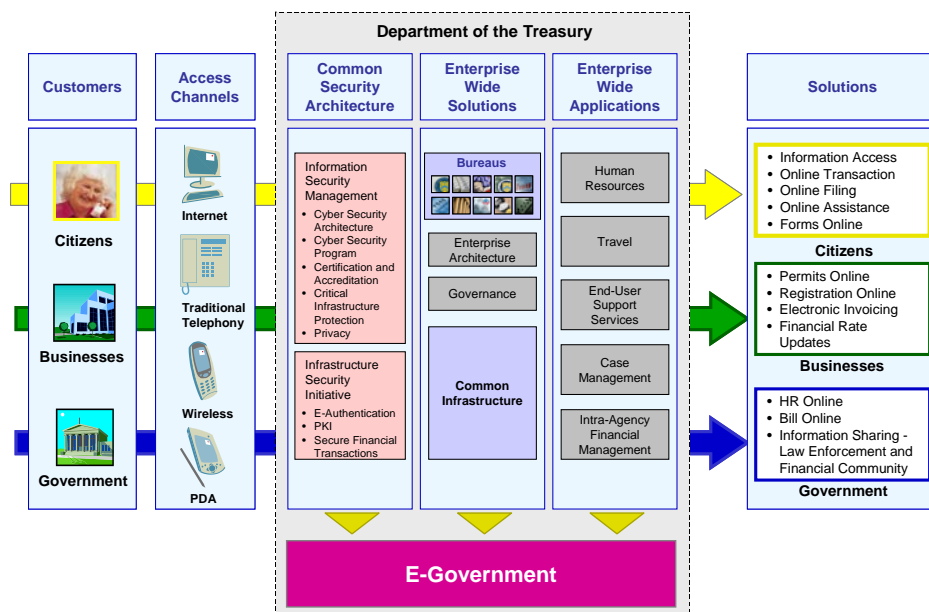 Department of the Treasury
Customers
Access
Channels
Common
Security
Architecture
Enterprise
Wide
Solutions
Enterprise
Wide
Applications
Solutions
Citizens
Businesses
Government
Internet
Traditional
Telephony
Wireless
PDA
Information
Security
Management
• Cyber Security
Architecture
• Cyber Security
Program
• Certification and
Accreditation
• Critical
Infrastructure
Protection
• Privacy
Infrastructure
Security
Initiative
• E-Authentication
• PKI
• Secure Financial
Transactions
Bureaus
Enterprise
Architecture
Governance
Common
Infrastructure
Human
Resources
Travel
End-User
Support
Services
Case
Management
Intra-Agency
Financial
Management
• Information Access
• Online Transaction
• Online Filing
• Online Assistance
• Forms Online
Citizens
• Permits Online
• Registration Online
• Electronic Invoicing
• Financial Rate
Updates
Businesses
• HR Online
• Bill Online
• Information Sharing -
Law Enforcement and
Financial Community
Government
E-Government